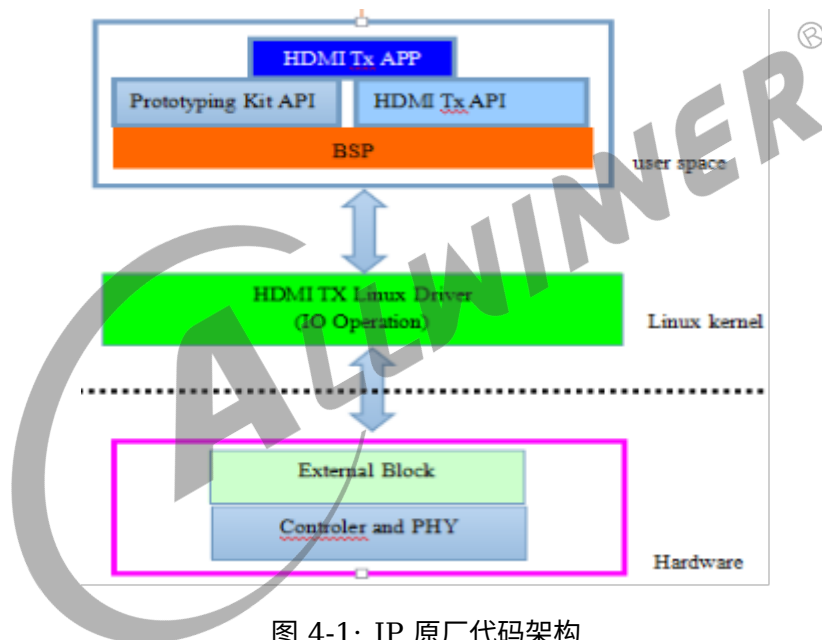 HDMI Tx APP
Prototyping Kit API
HDMI Tx API
BSP
user space
HDMI TX Linux Driver
(IO Operation)
Linux kernel
External Block
Controler and PHY
Hardware
ALLWINNER®
图 4-1: IP 原厂代码架构